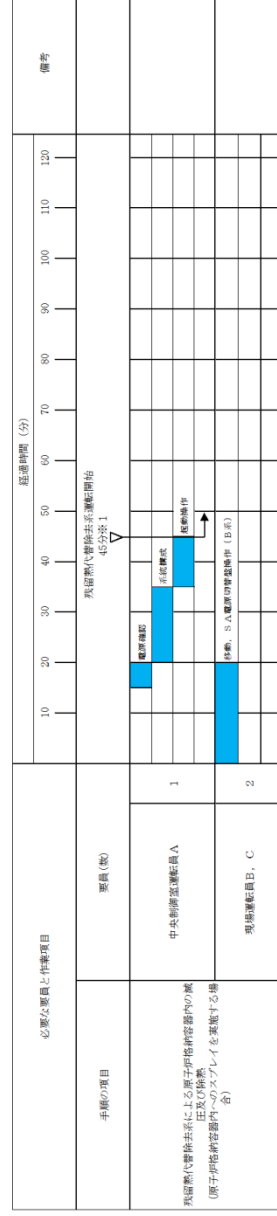 必要な要員と作業項目
経過時間（分）
備考
10 20 30 40 50 60 70 80 90 100 110 120
手順の項目
要員(数)
残留熱代替除去系運転開始
45分※１
残留熱代替除去系による原子炉格納容器内の減
圧及び除熱
(原子炉格納容器内へのスプレイを実施する場
合)
中央制御室運転員Ａ
1
電源確認
系統構成
起動操作
現場運転員Ｂ，Ｃ
2
移動，ＳＡ電源切替盤操作（Ｂ系）